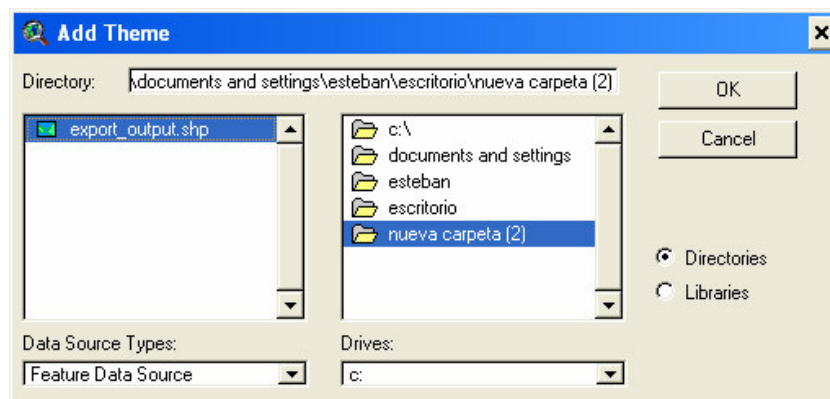 Add Theme
Directory: \documents and settings\esteban\escritorio\nueva carpeta (2)
OK
Cancel
export_output.shp
c:\
documents and settings
esteban
escritorio
nueva carpeta (2)
Directories
Libraries
Data Source Types:
Feature Data Source
Drives:
c: